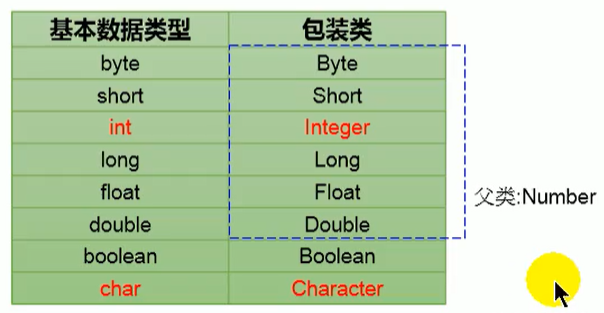 基本数据类型 包装类
byte Byte
short Short
int Integer
long Long
float Float
double Double
boolean Boolean
char Character
父类:Number